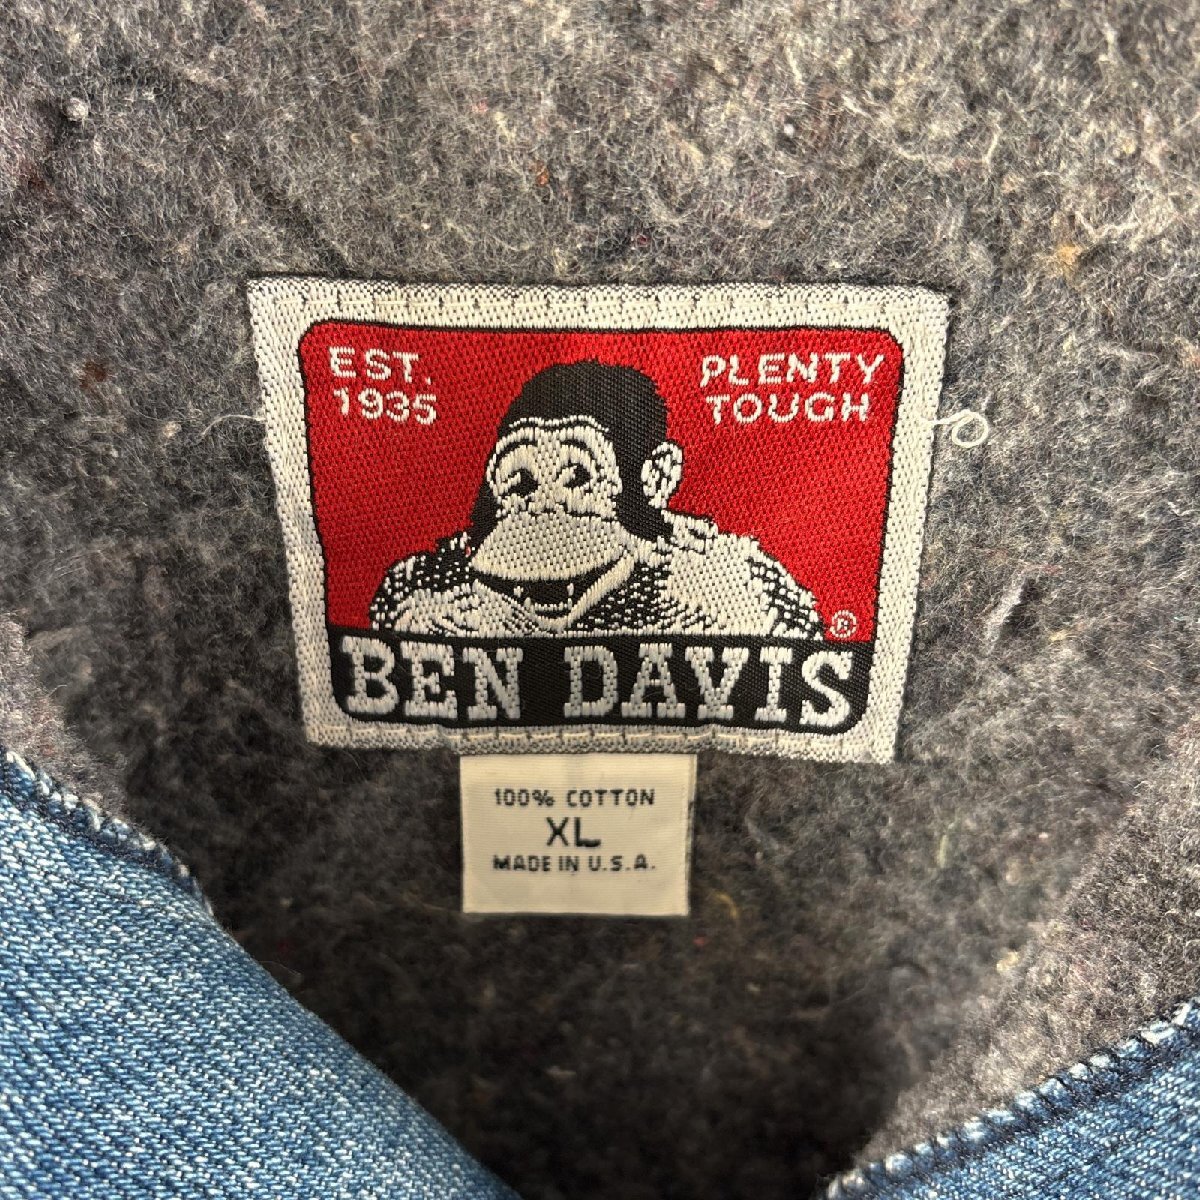 EST.
1935
PLENTY
TOUGH
®
BEN DAVIS
100% COTTON
XL
MADE IN U.S.A.